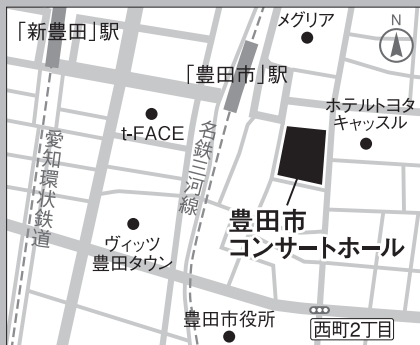 メグリア
N
「新豊田」駅
「豊田市」駅
ホテルトヨタ
キャッスル
t-FACE
愛知環状鉄道
名鉄三河線
豊田市
コンサートホール
ヴィッツ
豊田タウン
豊田市役所
西町2丁目